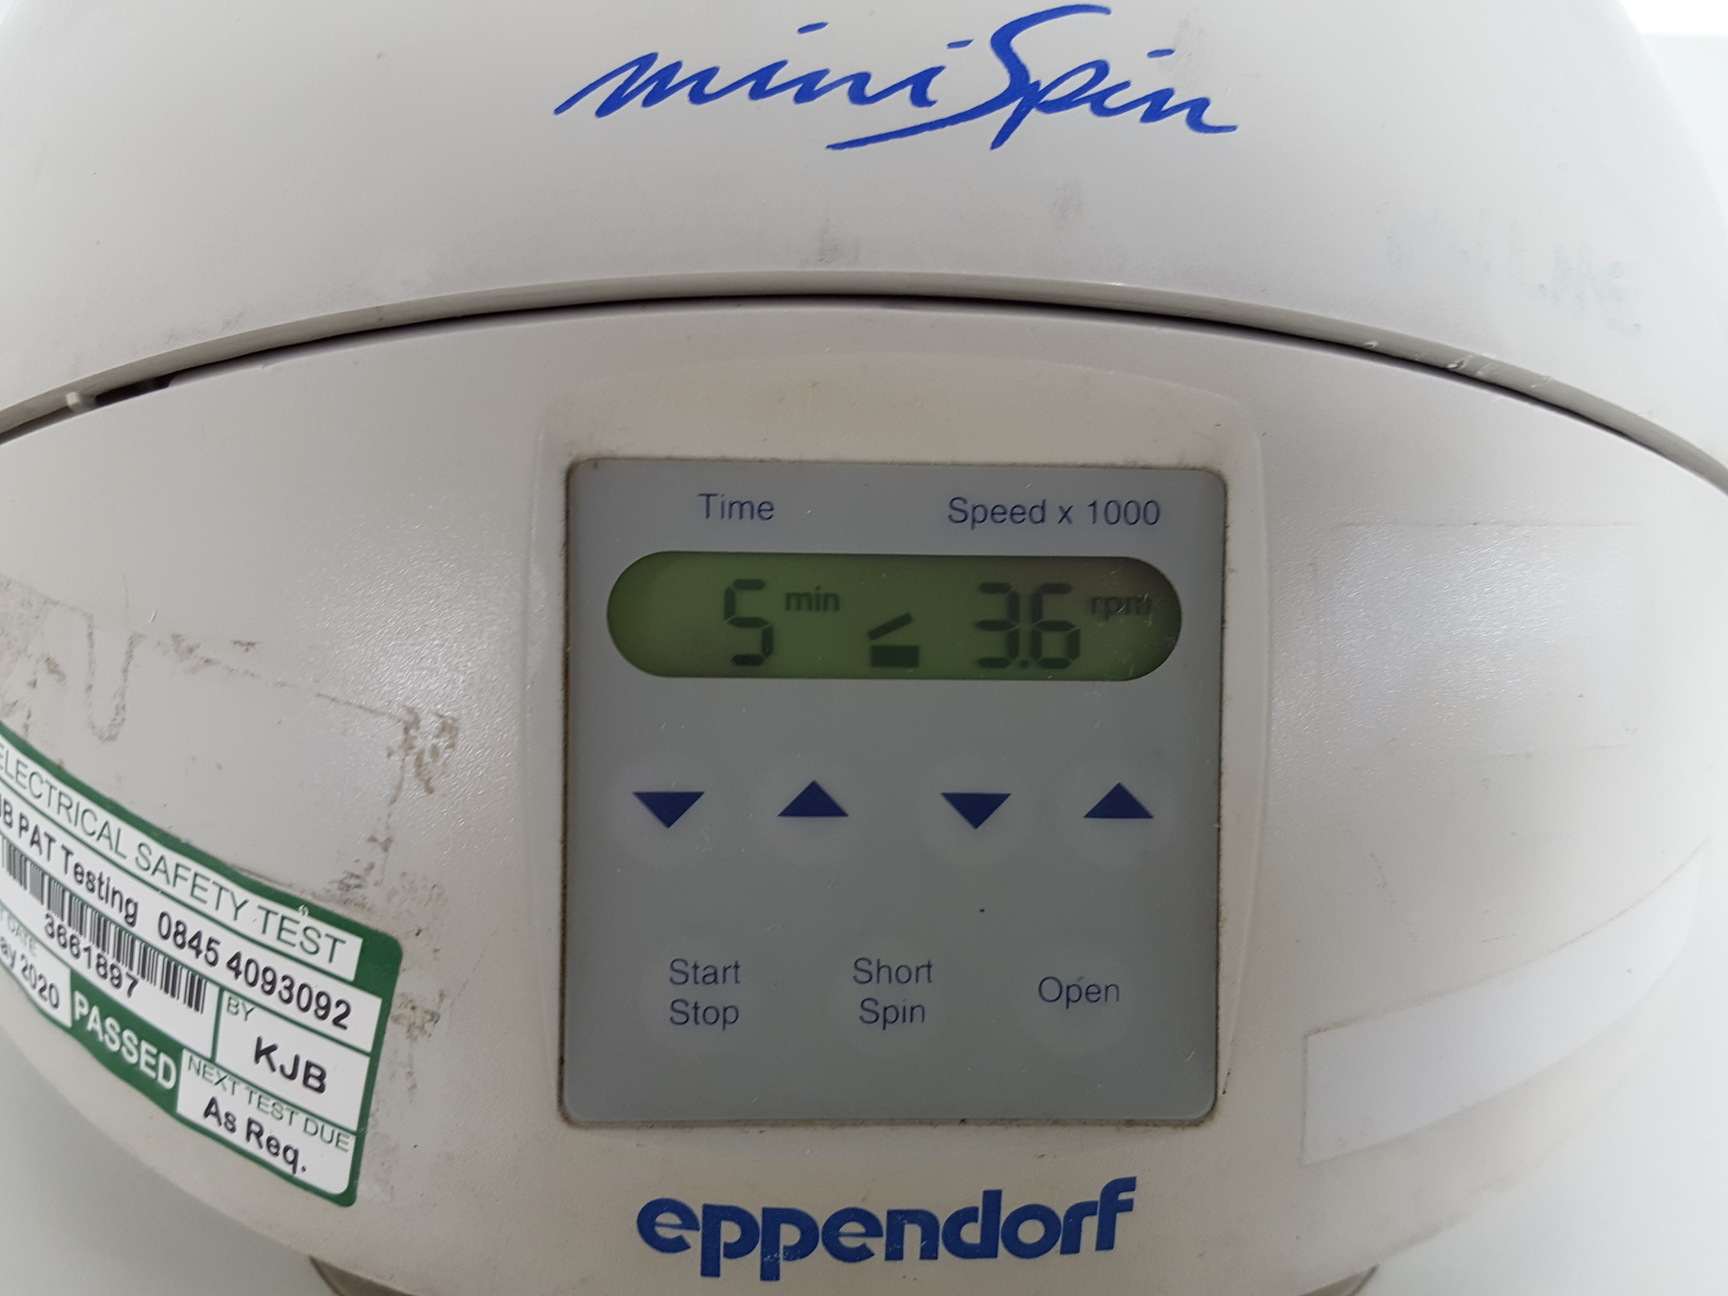 miniSpin
Time Speed x 1000
5 min 3.6 rpm
Start Stop
Short Spin
Open
ELECTRICAL SAFETY TEST
PAT Testing 0845 4093092
3661897
DATE
2020
PASSED
BY
KJB
NEXT TEST DUE
As Req.
eppendorf